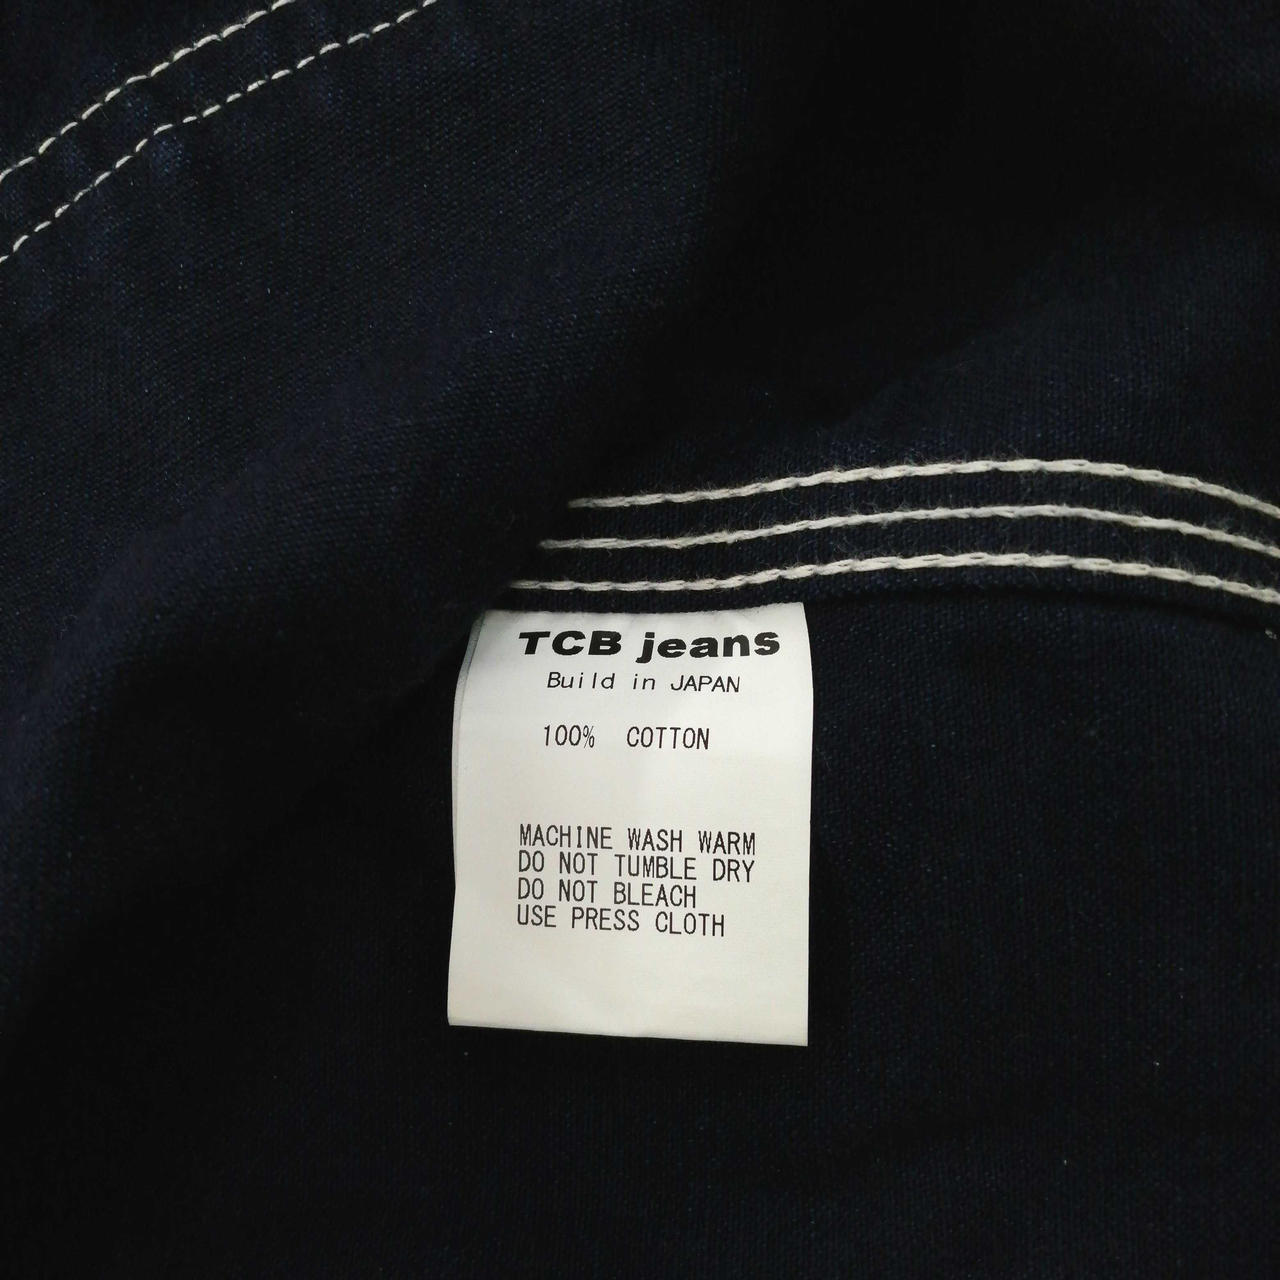 TCB jeans
Build in JAPAN
100% COTTON
MACHINE WASH WARM
DO NOT TUMBLE DRY
DO NOT BLEACH
USE PRESS CLOTH